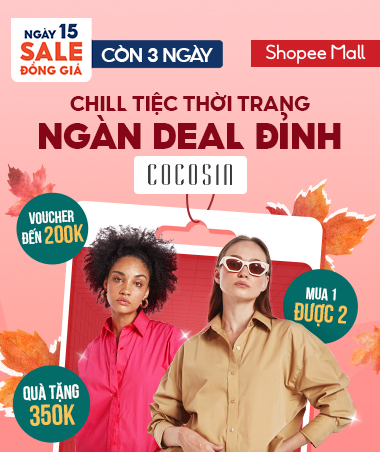 NGÀY 15
SALE
ĐỒNG GIÁ
CÒN 3 NGÀY
Shopee Mall
CHILL TIỆC THỜI TRANG
NGÀN DEAL ĐỈNH
COCOSIN
VOUCHER
ĐẾN 200K
MUA 1
ĐƯỢC 2
QUÀ TẶNG
350K